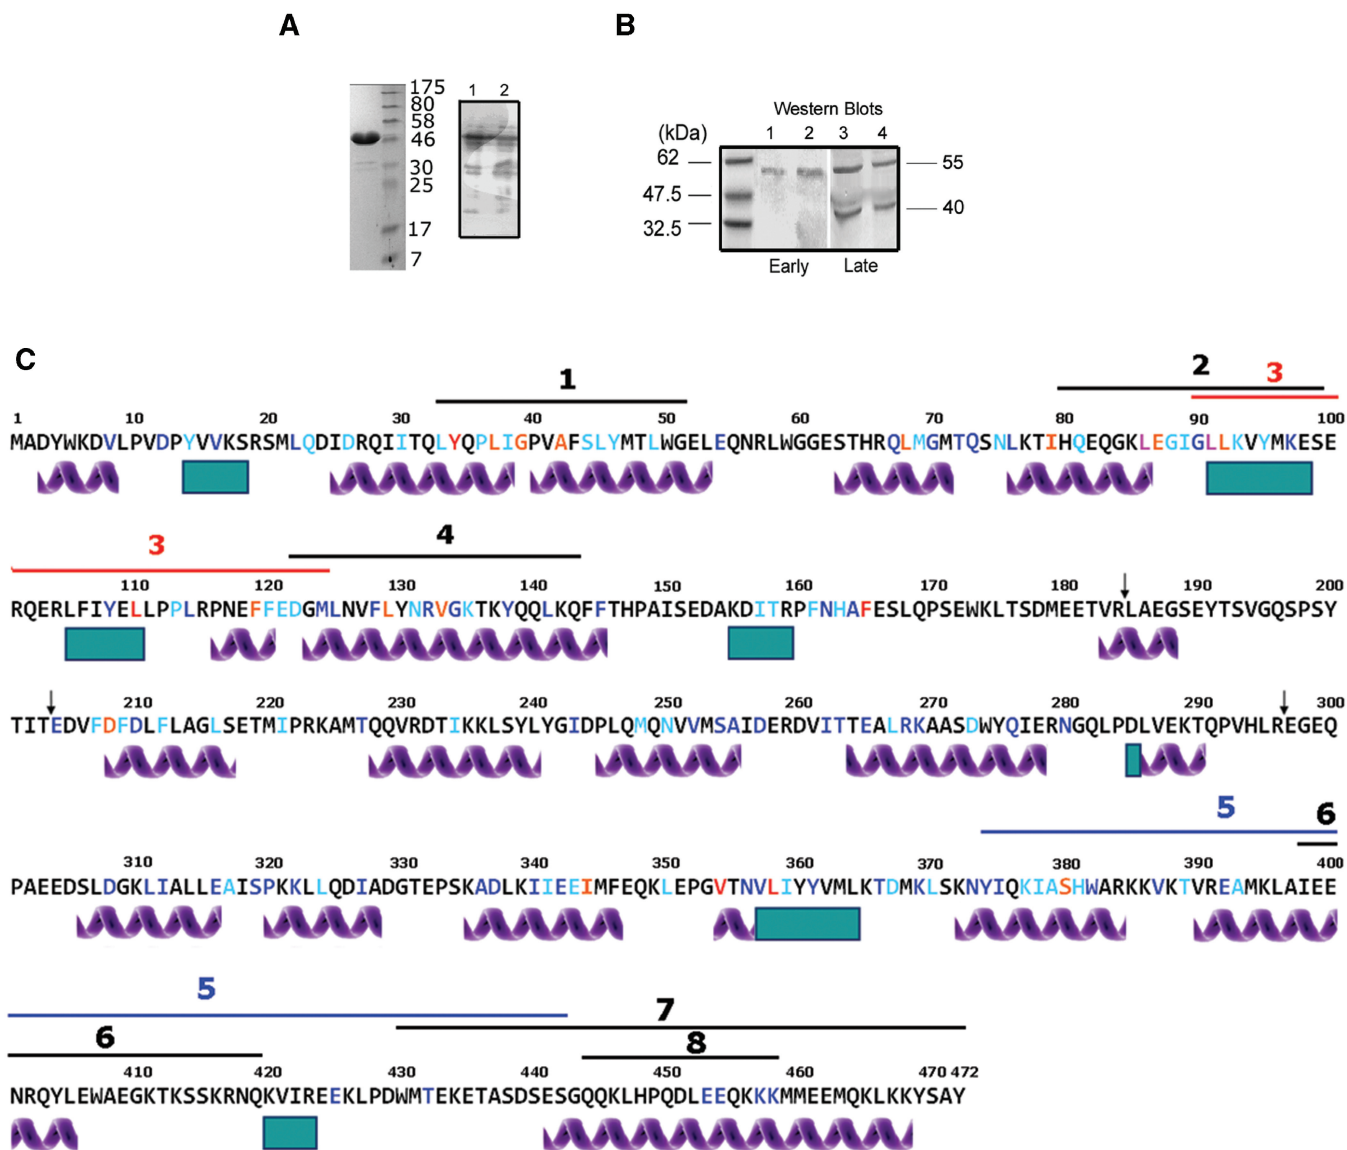 A
B
175
80
58
46
30
25
17
7
1 2
Western Blots
(kDa) 1 2 3 4
62
47.5
32.5
55
40
Early Late
C
1 2 3
1 10 20 30 40 50 60 70 80 90 100
MADYWKDVLPVDPYVVKSRSMLQDIDRQIITQLYQPLIGPVAFSLYMTLWGELEQNRLWGGESTHRQLMGMTQSNLKTIHQEQGKLEGIGLLKVYMKESE
3 4
110 120 130 140 150 160 170 180 190 200
RQERLFIYELLPPLRPNEFFEDGMLNVFLYNRVGKTKYQQLKQFFTHPAISEDAKDITRPFNHAFESLQPSEWKLTSDMEETVRLAEGSEYTSVGQSPSY
210 220 230 240 250 260 270 280 290 300
TITEDVFDFDLFLAGLSETMIPRKAMTQQVRDTIKKLSYLYGIDPLQMQNVVMSAIDERDVITTEALRKAASDWYQIERNGQLPDLVEKTQPVHLREGEQ
5 6
310 320 330 340 350 360 370 380 390 400
PAEEDSLDGKLIALLEAISPKKLLQDIADGTEPSKADLKIIEEIMFEQKLEPGVTNVLIYYVMLKTDMKLSKNYIQKIASHWARKKVKTVREAMKLAIEE
5
6 7
8
410 420 430 440 450 460 470 472
NRQYLEWAEGKTKSSKRNQKVIREEKLPDWMTEKETASDSESGQQKLHPQDLEEQKKKMMEEMQKLKKYSAY